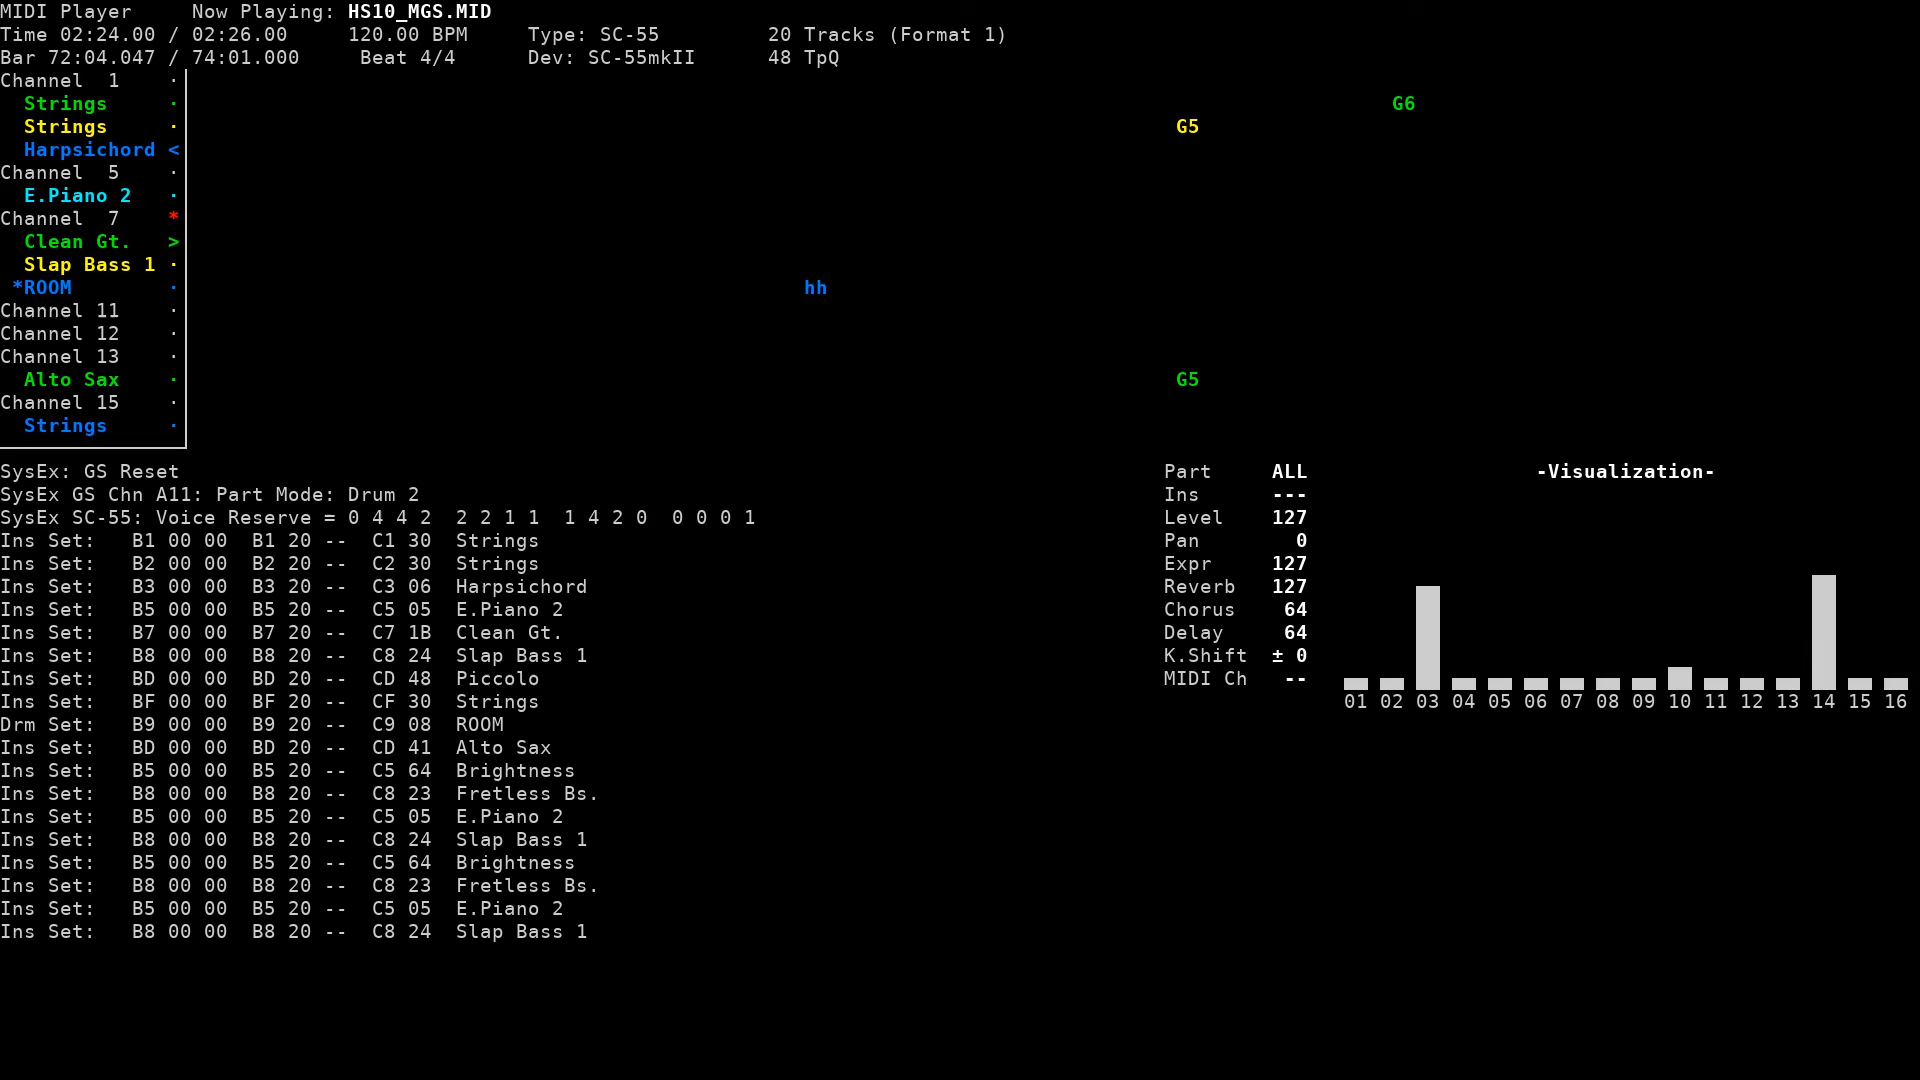 MIDI Player     Now Playing: HS10_MGS.MID
Time 02:24.00 / 02:26.00     120.00 BPM     Type: SC-55     20 Tracks (Format 1)
Bar 72:04.047 / 74:01.000     Beat 4/4     Dev: SC-55mkII     48 TpQ
Channel  1     ·
Strings     ·     G6
Strings     ·     G5
Harpsichord <
Channel  5     ·
E.Piano 2     ·
Channel  7     *
Clean Gt.     >
Slap Bass 1 ·
*ROOM     ·     hh
Channel 11     ·
Channel 12     ·
Channel 13     ·
Alto Sax     ·     G5
Channel 15     ·
Strings     ·
SysEx: GS Reset
SysEx GS Chn A11: Part Mode: Drum 2
SysEx SC-55: Voice Reserve = 0 4 4 2  2 2 1 1  1 4 2 0  0 0 0 1
Ins Set:   B1 00 00  B1 20 --  C1 30  Strings
Ins Set:   B2 00 00  B2 20 --  C2 30  Strings
Ins Set:   B3 00 00  B3 20 --  C3 06  Harpsichord
Ins Set:   B5 00 00  B5 20 --  C5 05  E.Piano 2
Ins Set:   B7 00 00  B7 20 --  C7 1B  Clean Gt.
Ins Set:   B8 00 00  B8 20 --  C8 24  Slap Bass 1
Ins Set:   BD 00 00  BD 20 --  CD 48  Piccolo
Ins Set:   BF 00 00  BF 20 --  CF 30  Strings
Drm Set:   B9 00 00  B9 20 --  C9 08  ROOM
Ins Set:   BD 00 00  BD 20 --  CD 41  Alto Sax
Ins Set:   B5 00 00  B5 20 --  C5 64  Brightness
Ins Set:   B8 00 00  B8 20 --  C8 23  Fretless Bs.
Ins Set:   B5 00 00  B5 20 --  C5 05  E.Piano 2
Ins Set:   B8 00 00  B8 20 --  C8 24  Slap Bass 1
Ins Set:   B5 00 00  B5 20 --  C5 64  Brightness
Ins Set:   B8 00 00  B8 20 --  C8 23  Fretless Bs.
Ins Set:   B5 00 00  B5 20 --  C5 05  E.Piano 2
Ins Set:   B8 00 00  B8 20 --  C8 24  Slap Bass 1
Part     ALL
Ins     ---
Level    127
Pan     0
Expr     127
Reverb   127
Chorus    64
Delay     64
K.Shift  ± 0
MIDI Ch   --
-Visualization-
01 02 03 04 05 06 07 08 09 10 11 12 13 14 15 16